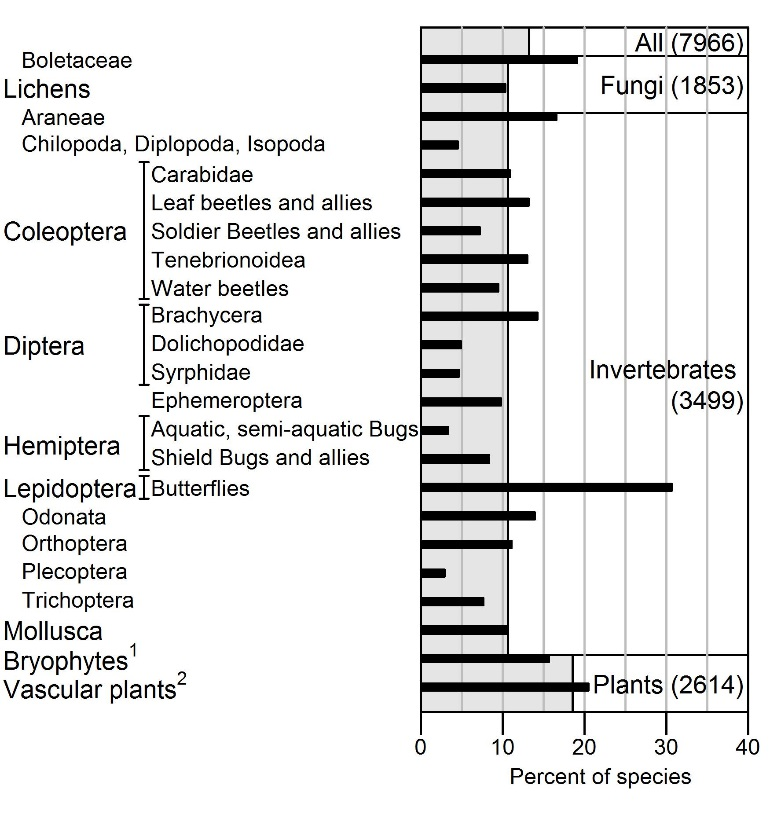 All (7966)
Boletaceae
Lichens
Fungi (1853)
Araneae
Chilopoda, Diplopoda, Isopoda
Carabidae
Leaf beetles and allies
Coleoptera
Soldier Beetles and allies
Tenebrionoidea
Water beetles
Brachycera
Diptera
Dolichopodidae
Syrphidae
Invertebrates
(3499)
Ephemeroptera
Hemiptera
Aquatic, semi-aquatic Bugs
Shield Bugs and allies
Lepidoptera
Butterflies
Odonata
Orthoptera
Plecoptera
Trichoptera
Mollusca
Bryophytes1
Vascular plants2
Plants (2614)
0 10 20 30 40
Percent of species